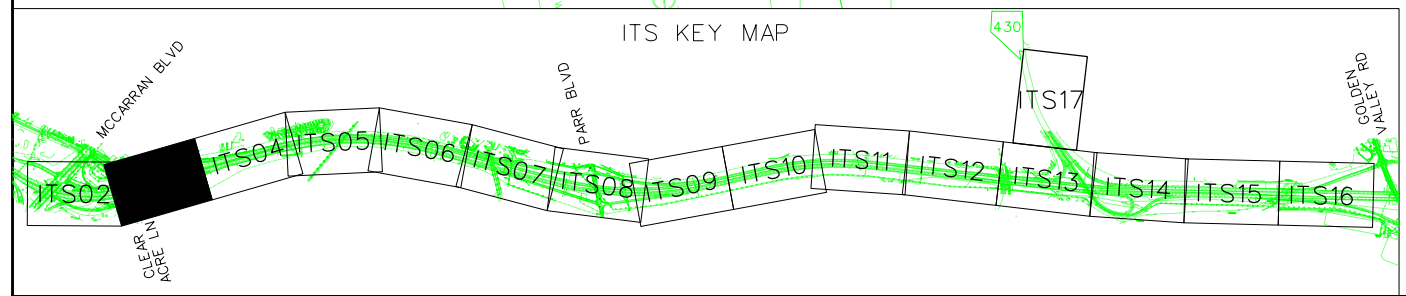 ITS KEY MAP
430
MCCARRAN BLVD
PARR BLVD
GOLDEN
VALLEY RD
ITS17
ITS02
ITS04
ITS05
ITS06
ITS07
ITS08
ITS09
ITS10
ITS11
ITS12
ITS13
ITS14
ITS15
ITS16
CLEAR
ACRE LN